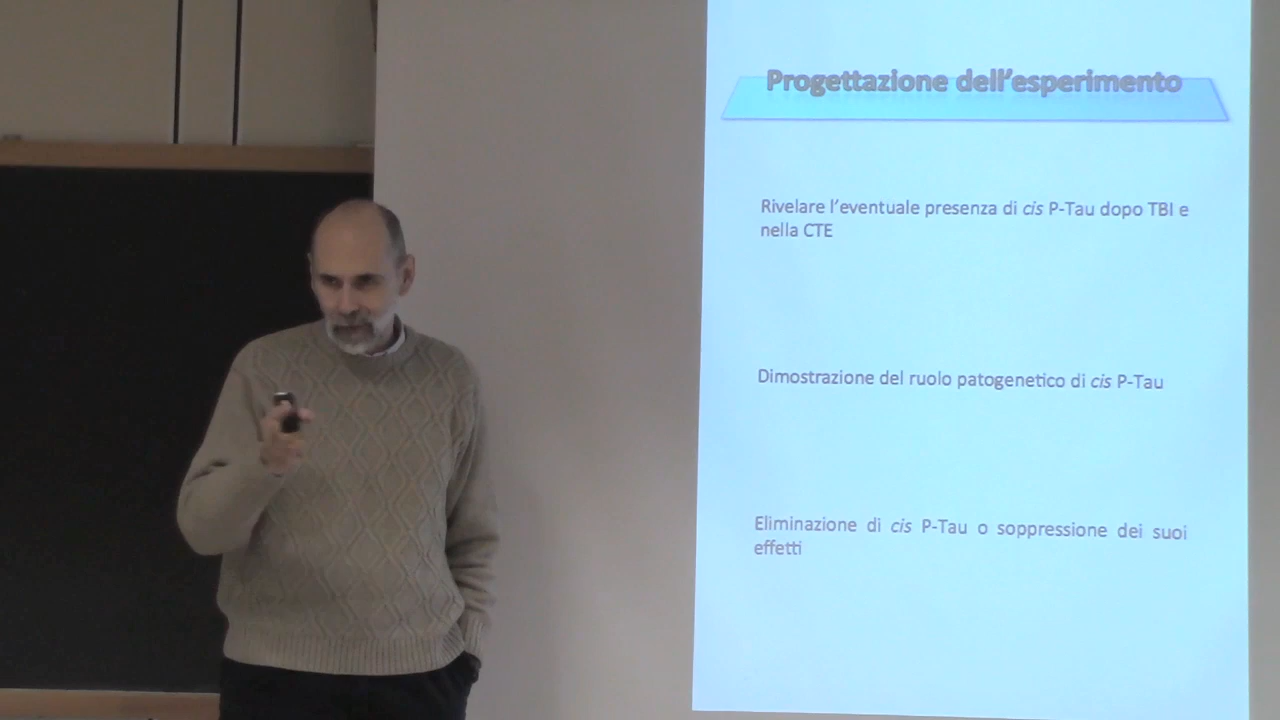 Progettazione dell'esperimento
Rivelare l'eventuale presenza di cis P-Tau dopo TBI e
nella CTE
Dimostrazione del ruolo patogenetico di cis P-Tau
Eliminazione di cis P-Tau o soppressione dei suoi
effetti